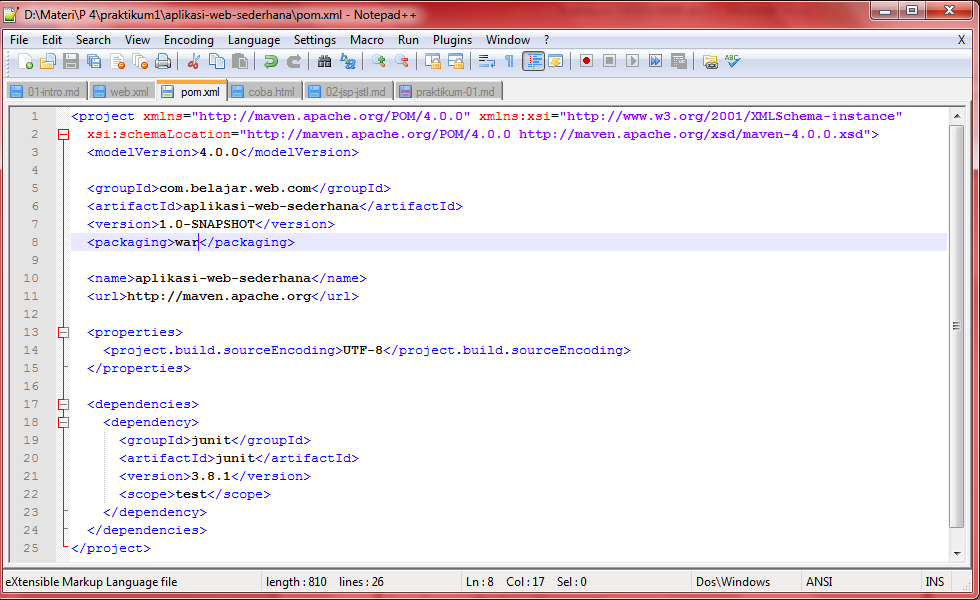 D:\Materi\P 4\praktikum1\aplikasi-web-sederhana\pom.xml - Notepad++
File Edit Search View Encoding Language Settings Macro Run Plugins Window ? X
01-intro.md web.xml pom.xml coba.html 02-jsp-jstl.md praktikum-01.md
1 <project xmlns="http://maven.apache.org/POM/4.0.0" xmlns:xsi="http://www.w3.org/2001/XMLSchema-instance"
2 xsi:schemaLocation="http://maven.apache.org/POM/4.0.0 http://maven.apache.org/xsd/maven-4.0.0.xsd">
3 <modelVersion>4.0.0</modelVersion>
4
5 <groupId>com.belajar.web.com</groupId>
6 <artifactId>aplikasi-web-sederhana</artifactId>
7 <version>1.0-SNAPSHOT</version>
8 <packaging>war</packaging>
9
10 <name>aplikasi-web-sederhana</name>
11 <url>http://maven.apache.org</url>
12
13 <properties>
14 <project.build.sourceEncoding>UTF-8</project.build.sourceEncoding>
15 </properties>
16
17 <dependencies>
18 <dependency>
19 <groupId>junit</groupId>
20 <artifactId>junit</artifactId>
21 <version>3.8.1</version>
22 <scope>test</scope>
23 </dependency>
24 </dependencies>
25 </project>
eXtensible Markup Language file length : 810 lines : 26 Ln : 8 Col : 17 Sel : 0 Dos\Windows ANSI INS